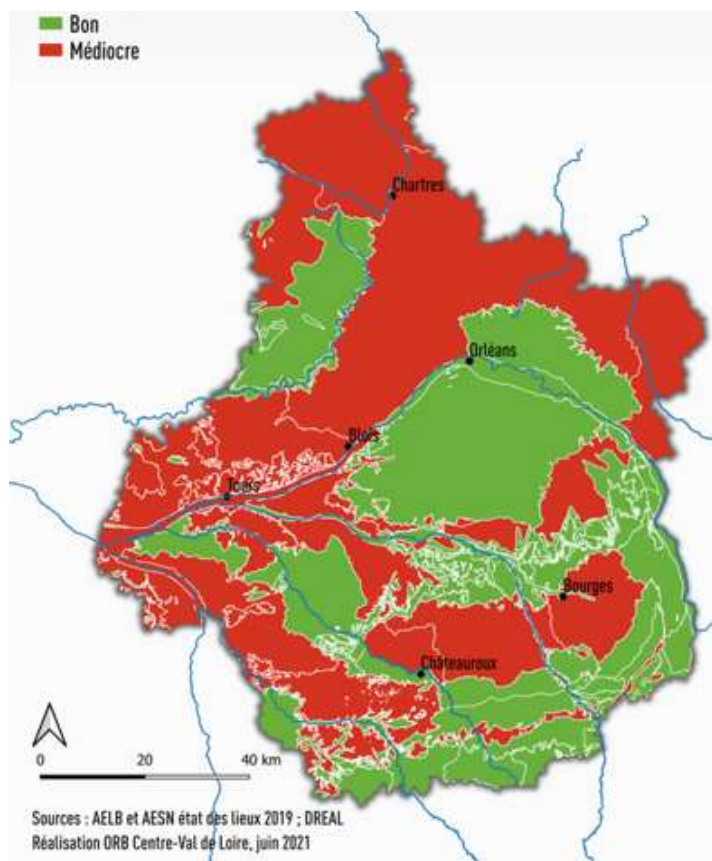 Bon
Médiocre
Chartres
Orléans
Blois
Tours
Bourges
Châteauroux
0 20 40 km
Sources : AELB et AESN état des lieux 2019 ; DREAL
Réalisation ORB Centre-Val de Loire, juin 2021